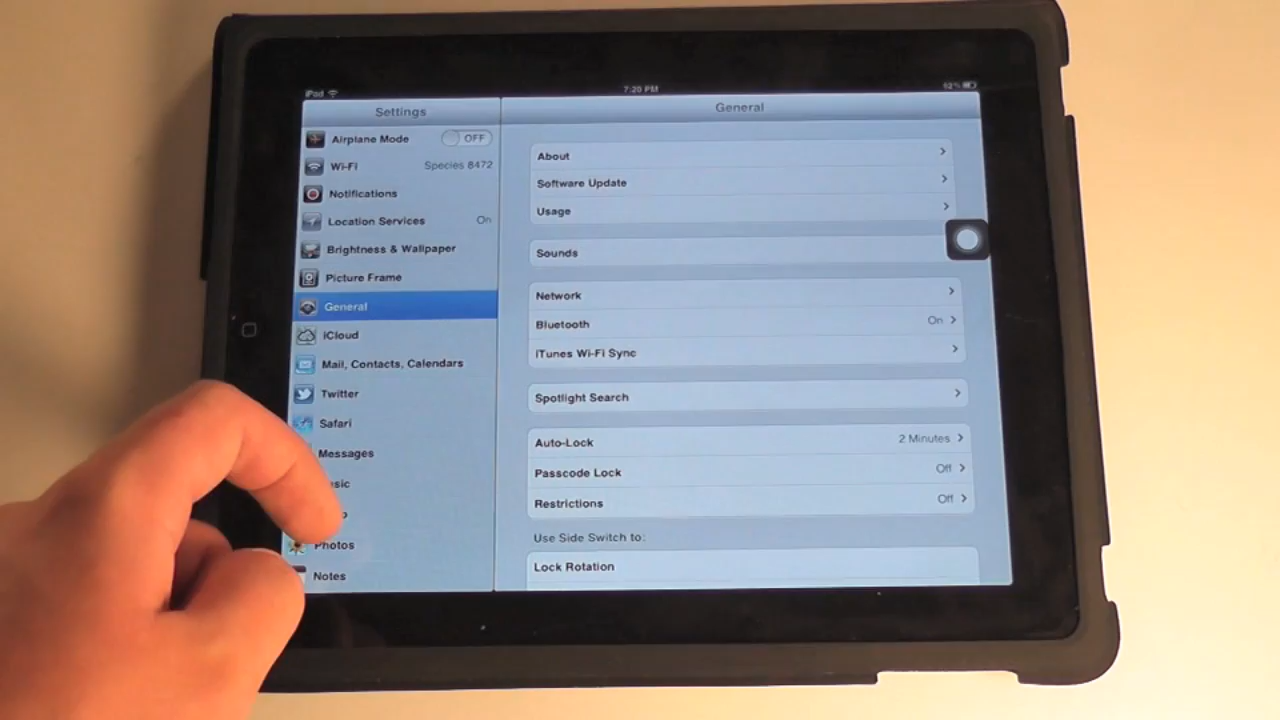 iPod
7:20 PM
52%
Settings
General
Airplane Mode OFF
Wi-Fi Species 8472
Notifications
Location Services On
Brightness & Wallpaper
Picture Frame
General
iCloud
Mail, Contacts, Calendars
Twitter
Safari
Messages
Photos
Notes
About
Software Update
Usage
Sounds
Network
Bluetooth On
iTunes Wi-Fi Sync
Spotlight Search
Auto-Lock 2 Minutes
Passcode Lock Off
Restrictions Off
Use Side Switch to:
Lock Rotation